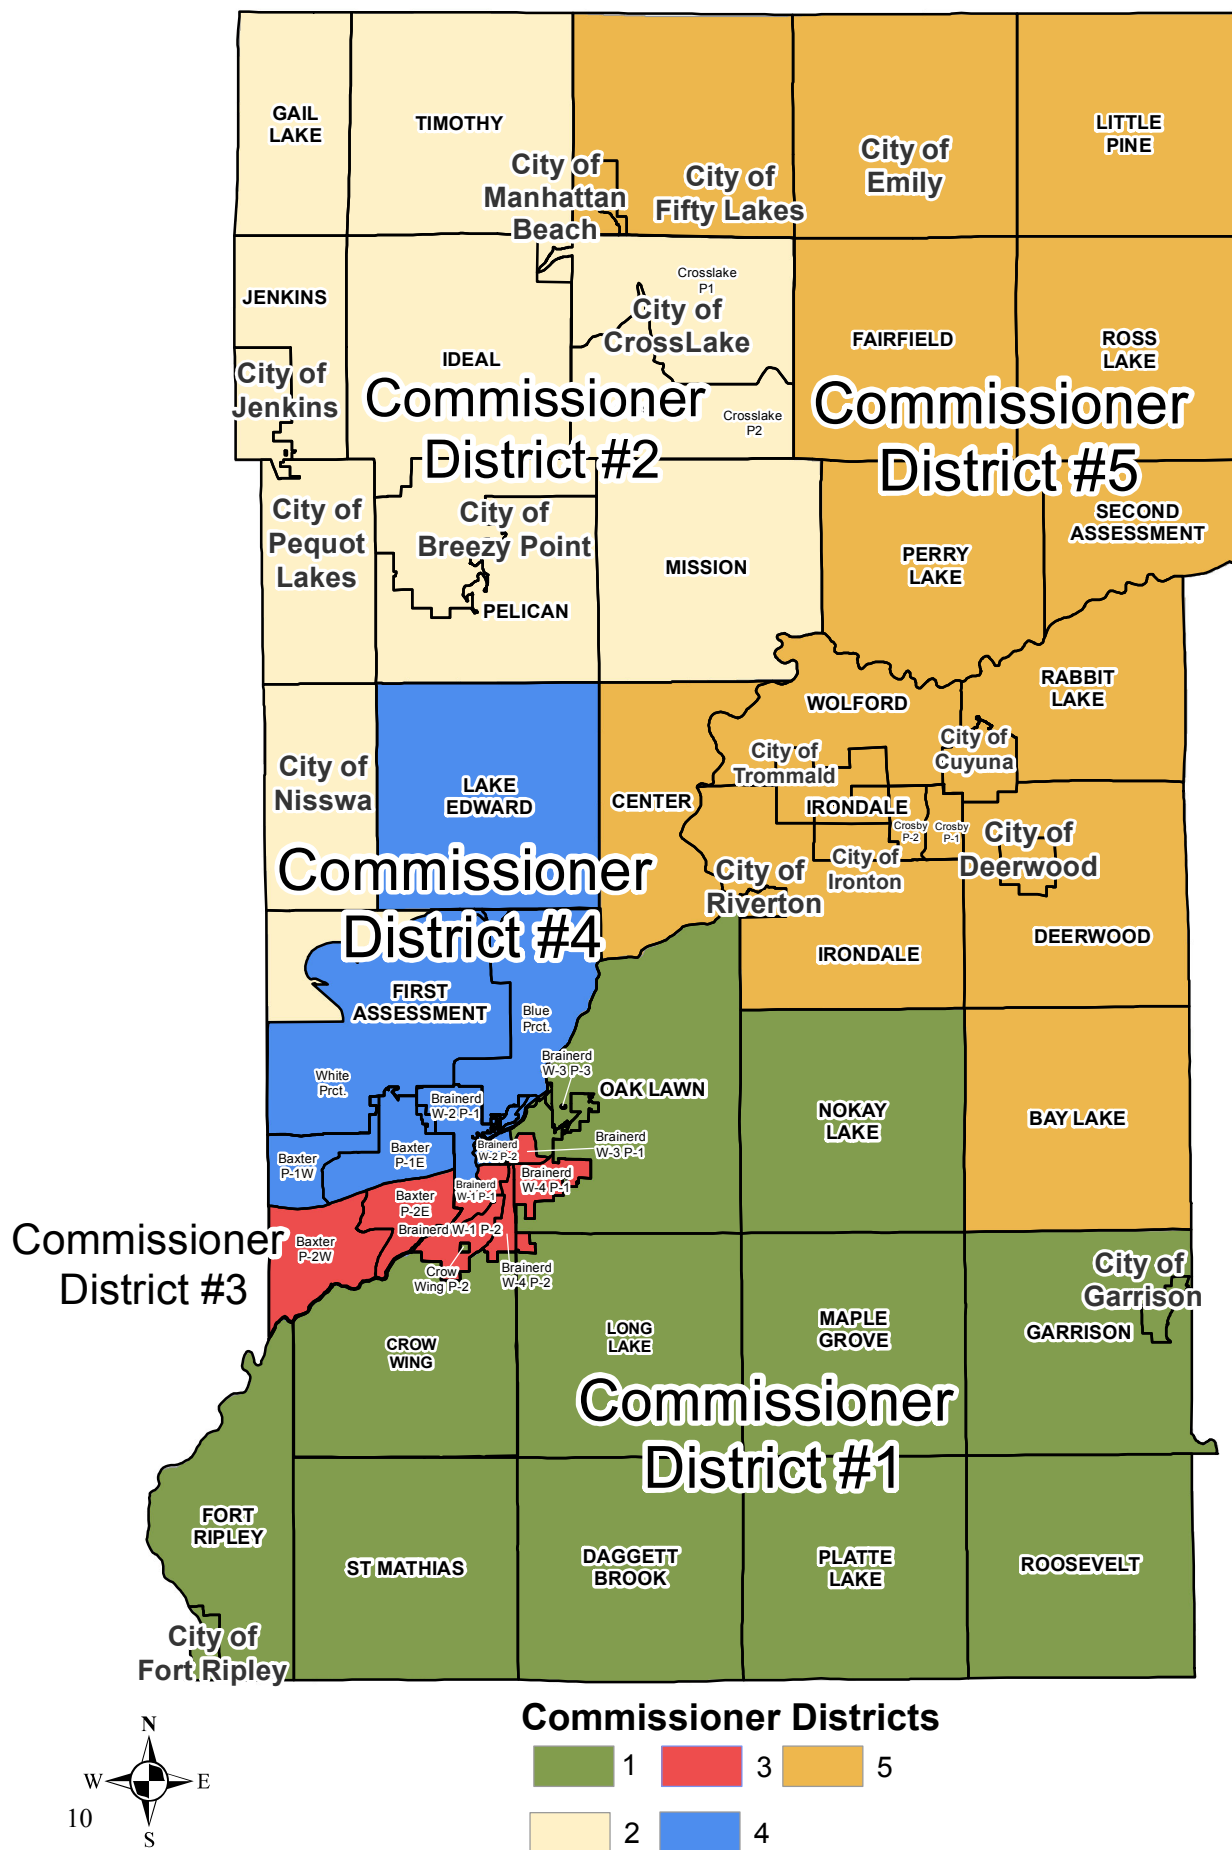 GAIL
LAKE
TIMOTHY
LITTLE
PINE
City of
Manhattan
Beach
City of
Fifty Lakes
City of
Emily
JENKINS
Crosslake
P1
City of
CrossLake
IDEAL
FAIRFIELD
ROSS
LAKE
City of
Jenkins
Commissioner
District #2
Crosslake
P2
Commissioner
District #5
City of
Pequot
Lakes
City of
Breezy Point
PELICAN
MISSION
PERRY
LAKE
SECOND
ASSESSMENT
RABBIT
LAKE
WOLFORD
City of
Nisswa
LAKE
EDWARD
CENTER
City of
Trommald
City of
Cuyuna
IRONDALE
Crosby
P-2
Crosby
P-1
City of
Deerwood
City of
Ironton
City of
Riverton
Commissioner
District #4
IRONDALE
DEERWOOD
FIRST
ASSESSMENT
Blue
Prct.
White
Prct.
Brainerd
W-3 P-3
OAK LAWN
Brainerd
W-2 P-1
NOKAY
LAKE
BAY LAKE
Baxter
P-1W
Baxter
P-1E
Brainerd
W-2 P-2
Brainerd
W-3 P-1
Brainerd
W-1 P-1
Brainerd
W-4 P-1
Baxter
P-2E
Brainerd W-1 P-2
Commissioner
District #3
Baxter
P-2W
Crow
Wing P-2
Brainerd
W-4 P-2
City of
Garrison
CROW
WING
LONG
LAKE
MAPLE
GROVE
GARRISON
Commissioner
District #1
FORT
RIPLEY
ST MATHIAS
DAGGETT
BROOK
PLATTE
LAKE
ROOSEVELT
City of
Fort Ripley
Commissioner Districts
1
3
5
2
4
N
W
E
S
10